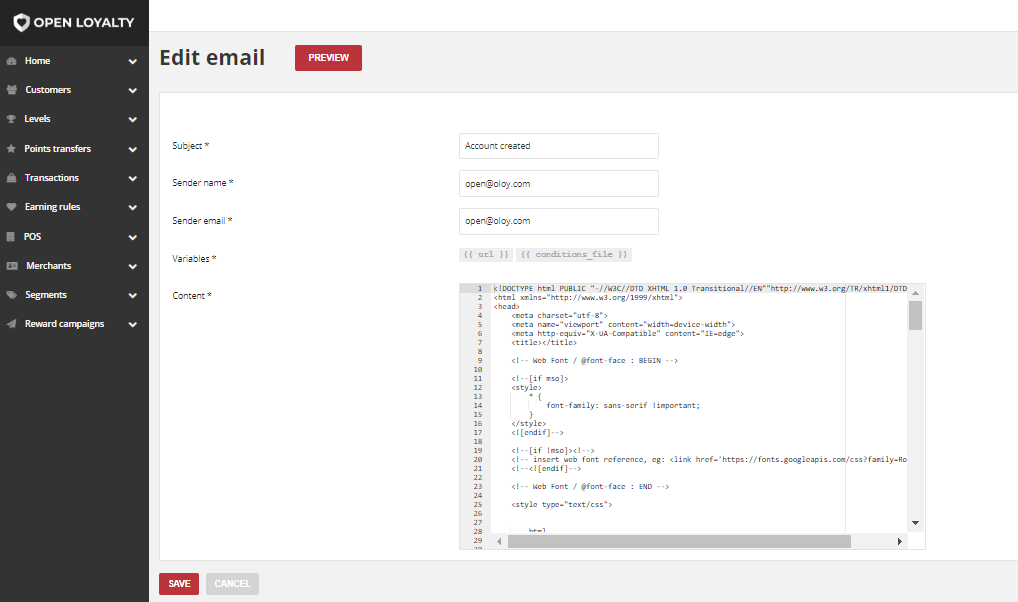 OPEN LOYALTY
Home
Customers
Levels
Points transfers
Transactions
Earning rules
POS
Merchants
Segments
Reward campaigns
Edit email
PREVIEW
Subject *
Account created
Sender name *
open@oloy.com
Sender email *
open@oloy.com
Variables *
{{ url }} {{ conditions_file }}
Content *
1 <!DOCTYPE html PUBLIC "-//W3C//DTD XHTML 1.0 Transitional//EN""http://www.w3.org/TR/xhtml1/DTD
2 <html xmlns="http://www.w3.org/1999/xhtml">
3 <head>
4 <meta charset="utf-8">
5 <meta name="viewport" content="width=device-width">
6 <meta http-equiv="X-UA-Compatible" content="IE=edge">
7 <title></title>
8
9 <!-- Web Font / @font-face : BEGIN -->
10
11 <!--[if mso]>
12 <style>
13 * {
14 font-family: sans-serif !important;
15 }
16 </style>
17 <![endif]-->
18
19 <!--[if !mso]><!-->
20 <!-- insert web font reference, eg: <link href='https://fonts.googleapis.com/css?family=Ro
21 <!--<![endif]-->
22
23 <!-- Web Font / @font-face : END -->
24
25 <style type="text/css">
26
27
28 html
29
SAVE
CANCEL